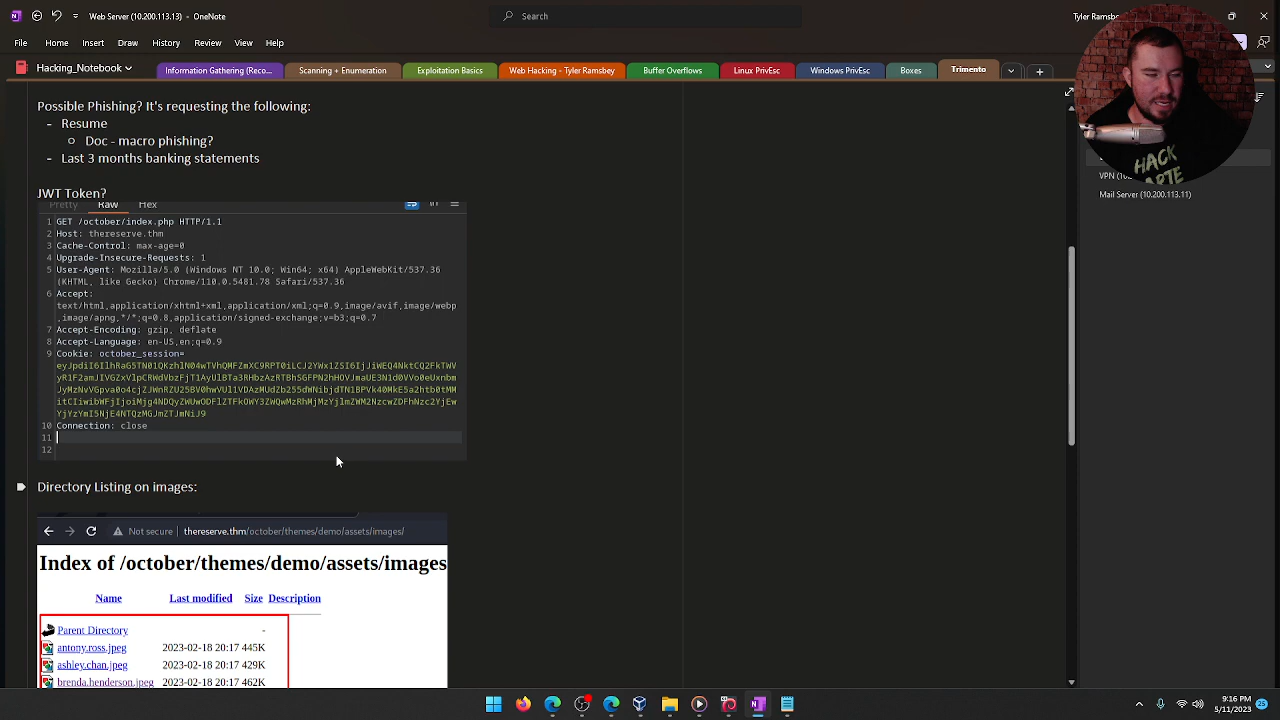 Web Server (10.200.113.13) - OneNote
Search
File Home Draw History Review View Help
Hacking_Notebook
Information Gathering (Reco... Scanning + Enumeration Exploitation Basics Web Hacking - Tyler Ramsbey Buffer Overflows Linux PrivEsc Windows PrivEsc Boxes Trimento
Possible Phishing? It's requesting the following:
- Resume
Doc - macro phishing?
- Last 3 months banking statements
JWT Token?
Pretty Raw Hex
1 GET /october/index.php HTTP/1.1
2 Host: thereserve.thm
3 Cache-Control: max-age=0
4 Upgrade-Insecure-Requests: 1
5 User-Agent: Mozilla/5.0 (Windows NT 10.0; Win64; x64) AppleWebKit/537.36
(KHTML, like Gecko) Chrome/110.0.5481.78 Safari/537.36
6 Accept:
text/html,application/xhtml+xml,application/xml;q=0.9,image/avif,image/webp
,image/apng,*/*;q=0.8,application/signed-exchange;v=b3;q=0.7
7 Accept-Encoding: gzip, deflate
8 Accept-Language: en-US,en;q=0.9
9 Cookie: october_session=
10 Connection: close
11
12
Directory Listing on images:
Not secure thereserve.thm/october/themes/demo/assets/images/
Index of /october/themes/demo/assets/images
Name Last modified Size Description
Parent Directory -
antony.ross.jpeg 2023-02-18 20:17 445K
ashley.chan.jpeg 2023-02-18 20:17 429K
brenda.henderson.jpeg 2023-02-18 20:17 462K
Mail Server (10.200.113.11)
HACK
9:16 PM
5/11/2023